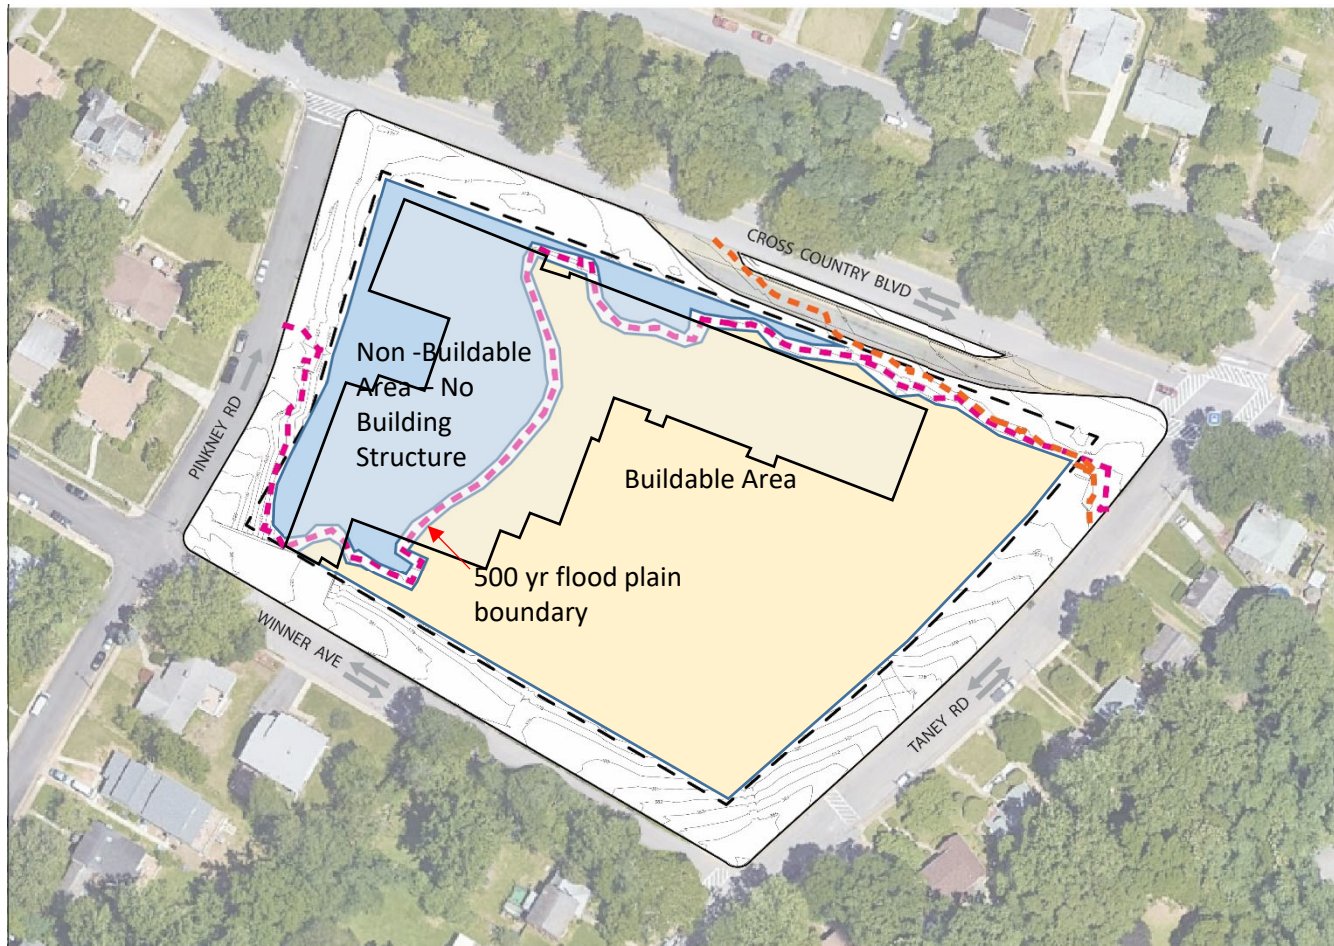 CROSS COUNTRY BLVD
Non -Buildable
Area – No
Building
Structure
PINKNEY RD
Buildable Area
500 yr flood plain
boundary
WINNER AVE
TANEY RD